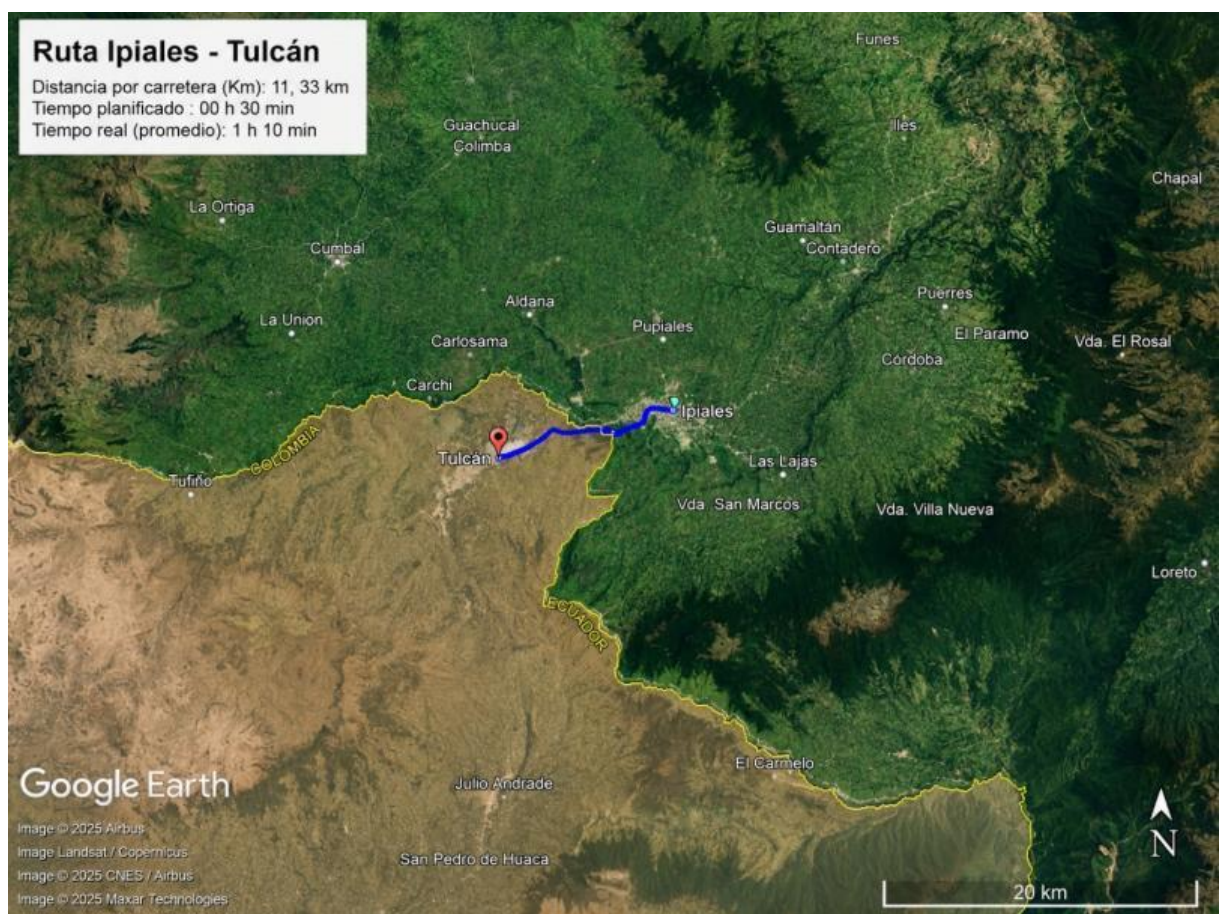 Ruta Ipiales - Tulcán
Distancia por carretera (Km): 11, 33 km
Tiempo planificado : 00 h 30 min
Tiempo real (promedio): 1 h 10 min
Funes
Guachucal
Colimba
Iles
Chapal
La Ortiga
Guamaltán
Cumbal
Contadero
Aldana
Puerres
La Union
Pupiales
El Paramo
Carlosama
Vda. El Rosal
Córdoba
Carchi
Ipiales
COLOMBIA
Tulcán
Las Lajas
Tufiño
Vda. San Marcos
Vda. Villa Nueva
Loreto
ECUADOR
El Carmelo
Julio Andrade
Google Earth
Image © 2025 Airbus
Image Landsat / Copernicus
Image © 2025 CNES / Airbus
Image © 2025 Maxar Technologies
San Pedro de Huaca
N
20 km